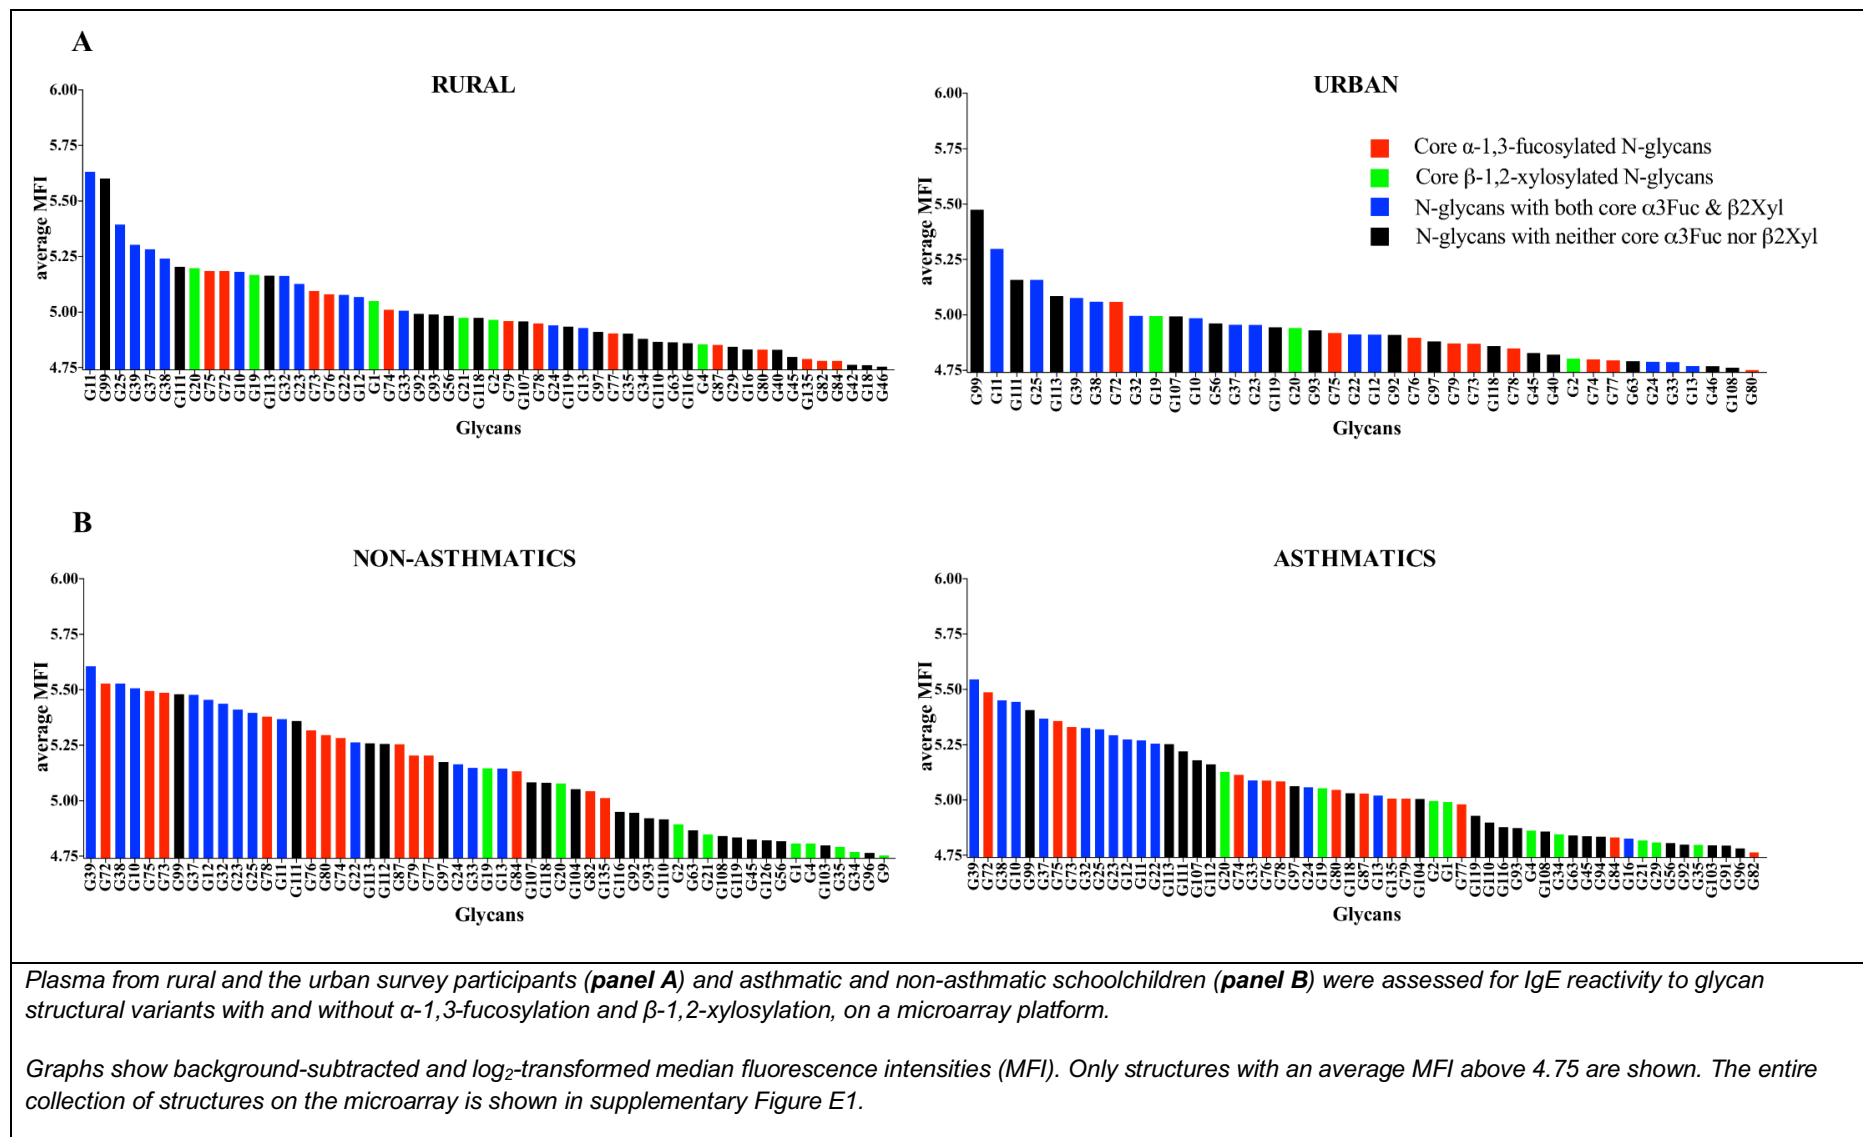 A
RURAL
6.00
5.75
5.50
5.25
5.00
4.75
average MFI
G11 G99 G25 G39 G37 G38 G111 G20 G75 G72 G10 G19 G113 G32 G23 G73 G76 G22 G12 G1 G74 G33 G92 G93 G56 G21 G118 G2 G79 G107 G78 G24 G119 G13 G97 G77 G35 G34 G110 G63 G116 G4 G87 G29 G16 G80 G40 G45 G135 G82 G84 G42 G18 G46
Glycans
URBAN
6.00
5.75
5.50
5.25
5.00
4.75
average MFI
Core α-1,3-fucosylated N-glycans
Core β-1,2-xylosylated N-glycans
N-glycans with both core α3Fuc & β2Xyl
N-glycans with neither core α3Fuc nor β2Xyl
G99 G11 G111 G25 G113 G39 G38 G72 G32 G19 G107 G10 G56 G37 G23 G119 G20 G93 G75 G22 G12 G92 G76 G97 G79 G73 G118 G78 G45 G40 G2 G74 G77 G63 G24 G33 G13 G46 G108 G80
Glycans
B
NON-ASTHMATICS
6.00
5.75
5.50
5.25
5.00
4.75
average MFI
G39 G72 G38 G10 G75 G73 G99 G37 G12 G32 G23 G25 G78 G11 G111 G76 G80 G74 G22 G113 G112 G87 G79 G77 G97 G24 G33 G19 G13 G84 G107 G118 G20 G104 G82 G135 G116 G92 G93 G110 G2 G63 G21 G108 G119 G45 G126 G56 G1 G4 G103 G35 G34 G96 G9
Glycans
ASTHMATICS
6.00
5.75
5.50
5.25
5.00
4.75
average MFI
G39 G72 G38 G10 G99 G37 G75 G73 G32 G25 G23 G12 G11 G22 G113 G111 G107 G112 G20 G74 G33 G76 G78 G97 G24 G19 G80 G118 G87 G13 G135 G79 G104 G2 G1 G77 G119 G110 G116 G93 G4 G108 G34 G63 G45 G94 G84 G16 G21 G29 G56 G92 G35 G103 G91 G96 G82
Glycans
Plasma from rural and the urban survey participants (panel A) and asthmatic and non-asthmatic schoolchildren (panel B) were assessed for IgE reactivity to glycan
structural variants with and without α-1,3-fucosylation and β-1,2-xylosylation, on a microarray platform.
Graphs show background-subtracted and log2-transformed median fluorescence intensities (MFI). Only structures with an average MFI above 4.75 are shown. The entire
collection of structures on the microarray is shown in supplementary Figure E1.